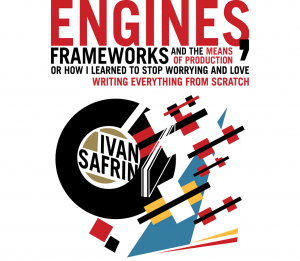 ENGINES,
FRAMEWORKS AND THE MEANS
OF PRODUCTION
OR HOW I LEARNED TO STOP WORRYING AND LOVE
WRITING EVERYTHING FROM SCRATCH
IVAN
SAFRIN